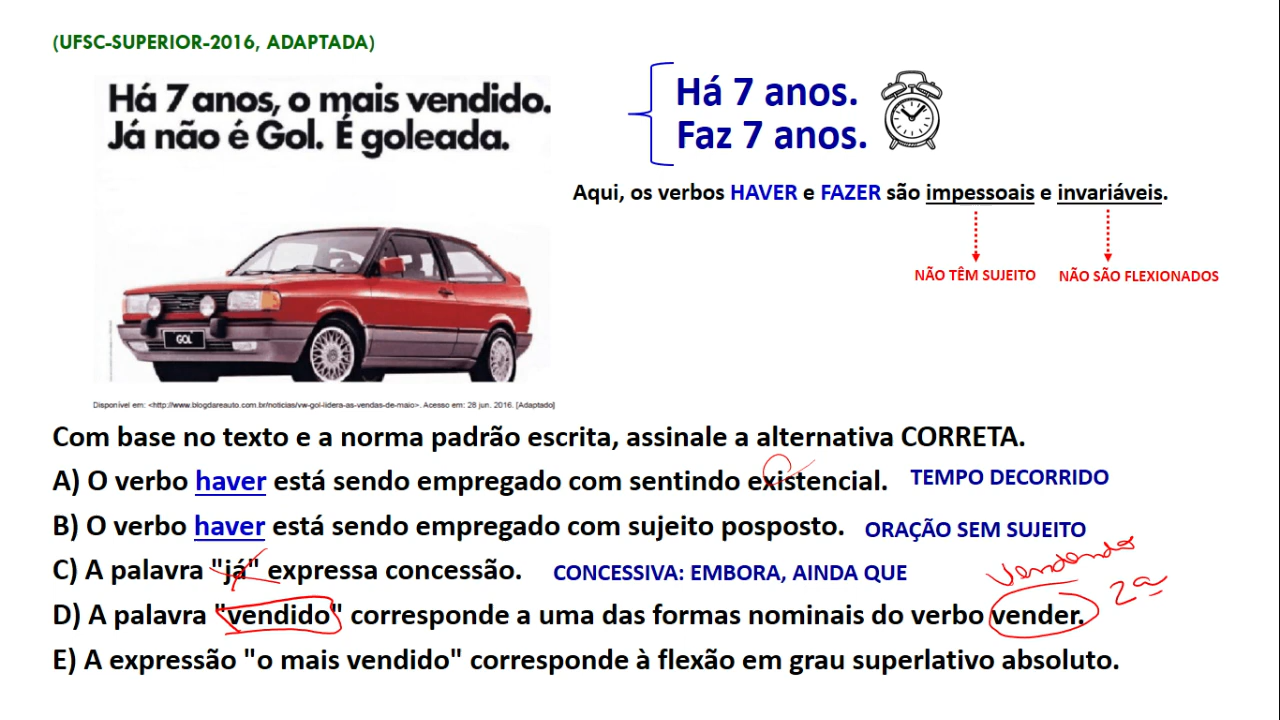 (UFSC-SUPERIOR-2016, ADAPTADA)
Há 7 anos, o mais vendido.
Já não é Gol. É goleada.
GOL
Disponível em: <http://www.blogdareauto.com.br/noticias/vw-gol-lidera-as-vendas-de-maio>. Acesso em: 28 jun. 2016. [Adaptado]
Há 7 anos.
Faz 7 anos.
Aqui, os verbos HAVER e FAZER são impessoais e invariáveis.
NÃO TÊM SUJEITO
NÃO SÃO FLEXIONADOS
Com base no texto e a norma padrão escrita, assinale a alternativa CORRETA.
A) O verbo haver está sendo empregado com sentindo existencial. TEMPO DECORRIDO
B) O verbo haver está sendo empregado com sujeito posposto. ORAÇÃO SEM SUJEITO
C) A palavra "já" expressa concessão. CONCESSIVA: EMBORA, AINDA QUE
Vendendo
2ª
D) A palavra "vendido" corresponde a uma das formas nominais do verbo vender.
E) A expressão "o mais vendido" corresponde à flexão em grau superlativo absoluto.